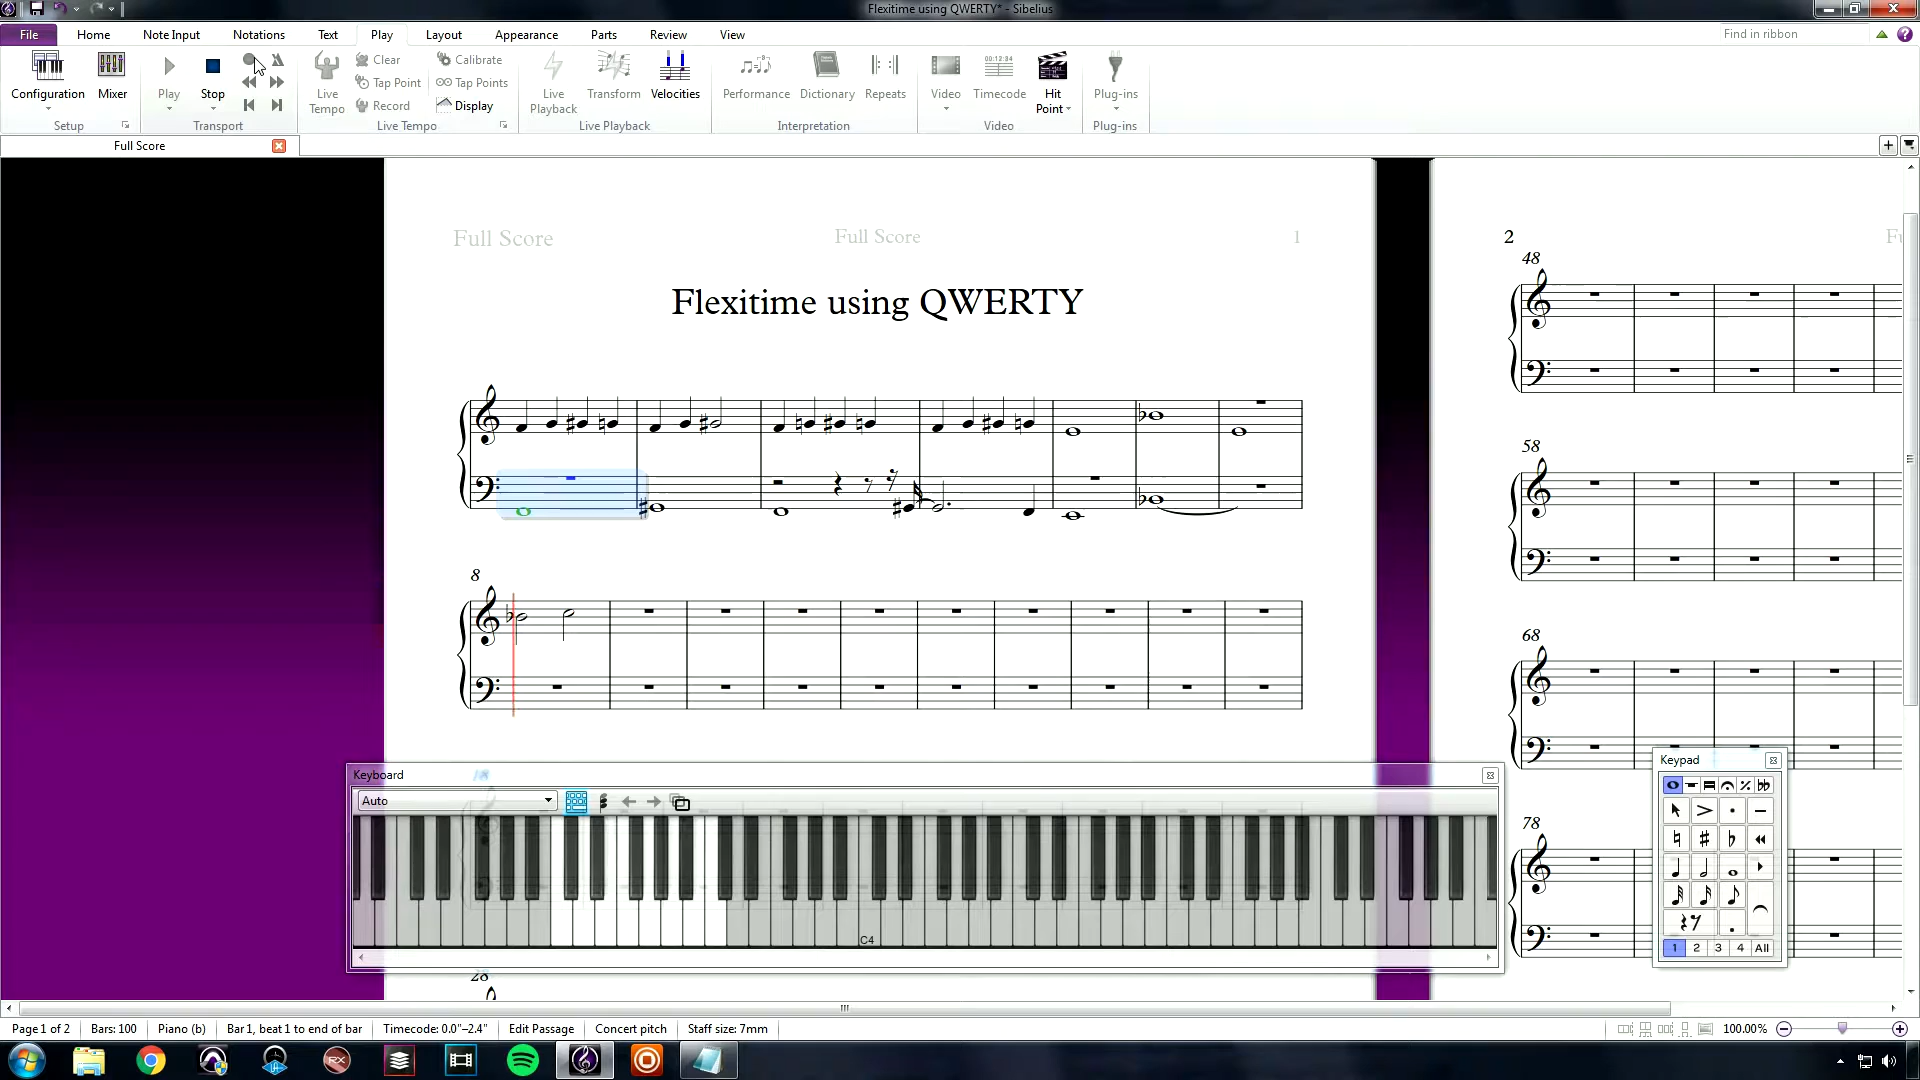 Flexitime using QWERTY* - Sibelius
File Home Note Input Notations Text Play Layout Appearance Parts Review View Find in ribbon
Clear Calibrate
Tap Point Tap Points
Configuration Mixer Play Stop Live Tempo Live Playback Transform Velocities Performance Dictionary Repeats Video Timecode Hit Point Plug-ins
Record Display
Setup Transport Live Tempo Live Playback Interpretation Video Plug-ins
Full Score
Full Score Full Score 1
2
48
Flexitime using QWERTY
58
8
68
Keyboard
Keypad
Auto
78
C4
1 2 3 4 All
28
Page 1 of 2 Bars: 100 Piano (b) Bar 1, beat 1 to end of bar Timecode: 0.0"–2.4" Edit Passage Concert pitch Staff size: 7mm 100.00%
RX